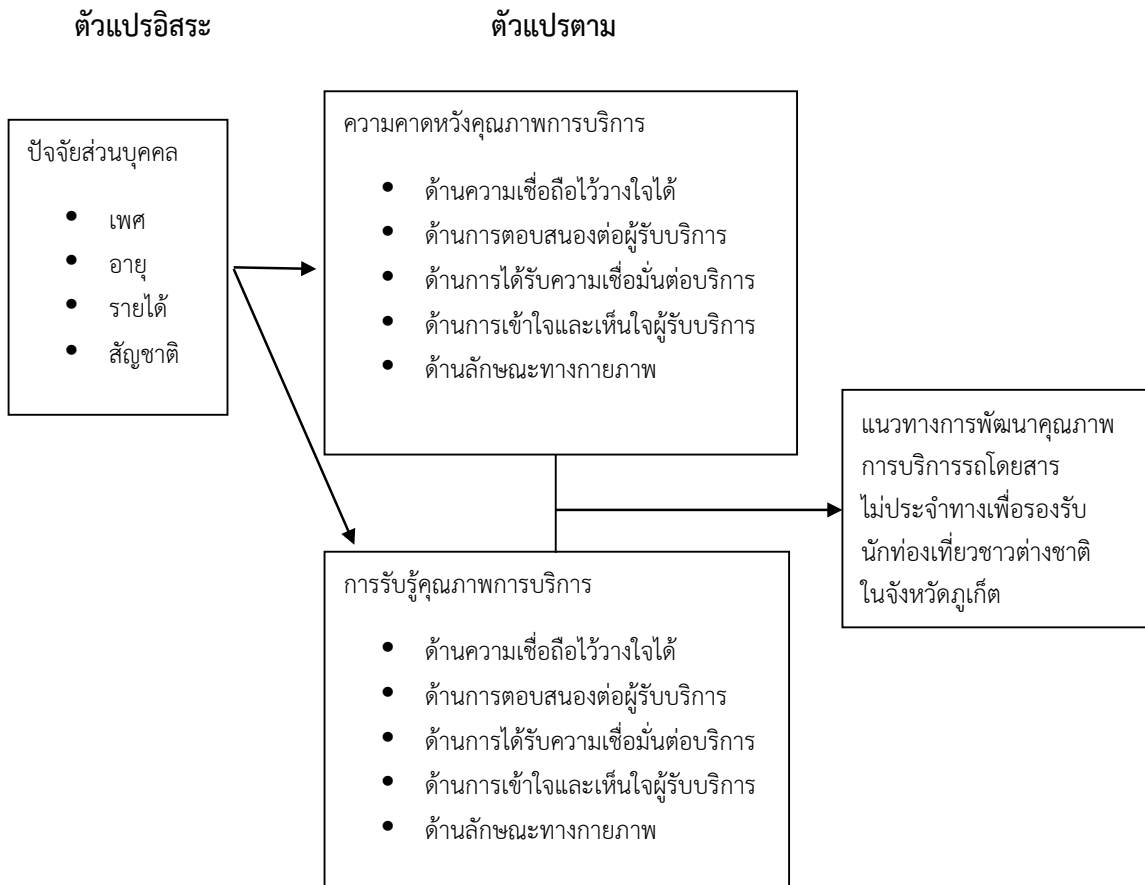 ตัวแปรอิสระ
ตัวแปรตาม
ปัจจัยส่วนบุคคล
• เพศ
• อายุ
• รายได้
• สัญชาติ
ความคาดหวังคุณภาพการบริการ
• ด้านความเชื่อถือไว้วางใจได้
• ด้านการตอบสนองต่อผู้รับบริการ
• ด้านการได้รับความเชื่อมั่นต่อบริการ
• ด้านการเข้าใจและเห็นใจผู้รับบริการ
• ด้านลักษณะทางกายภาพ
การรับรู้คุณภาพการบริการ
• ด้านความเชื่อถือไว้วางใจได้
• ด้านการตอบสนองต่อผู้รับบริการ
• ด้านการได้รับความเชื่อมั่นต่อบริการ
• ด้านการเข้าใจและเห็นใจผู้รับบริการ
• ด้านลักษณะทางกายภาพ
แนวทางการพัฒนาคุณภาพ
การบริการรถโดยสาร
ไม่ประจำทางเพื่อรองรับ
นักท่องเที่ยวชาวต่างชาติ
ในจังหวัดภูเก็ต